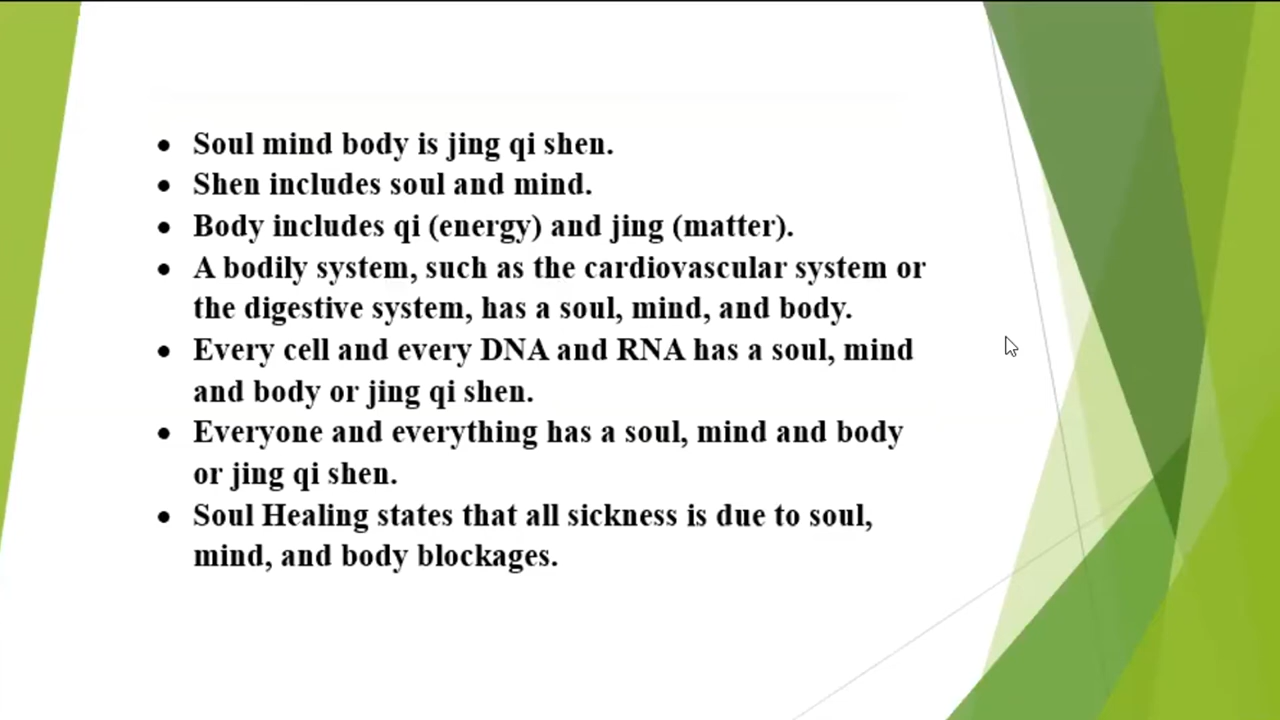 • Soul mind body is jing qi shen.
• Shen includes soul and mind.
• Body includes qi (energy) and jing (matter).
• A bodily system, such as the cardiovascular system or
the digestive system, has a soul, mind, and body.
• Every cell and every DNA and RNA has a soul, mind
and body or jing qi shen.
• Everyone and everything has a soul, mind and body
or jing qi shen.
• Soul Healing states that all sickness is due to soul,
mind, and body blockages.